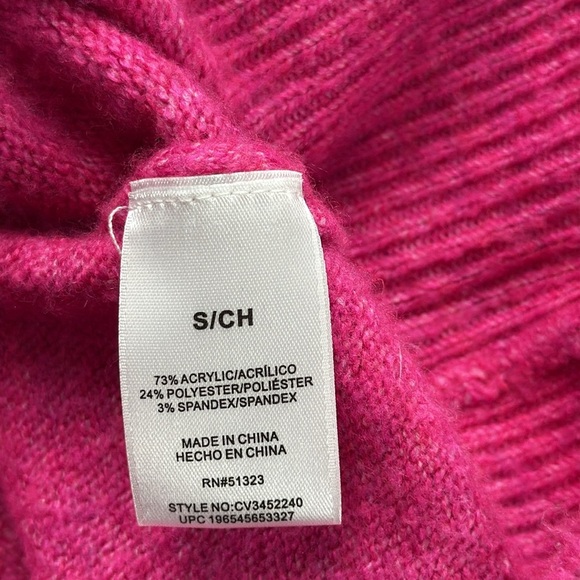 S/CH
73% ACRYLIC/ACRÍLICO
24% POLYESTER/POLIÉSTER
3% SPANDEX/SPANDEX
MADE IN CHINA
HECHO EN CHINA
RN#51323
STYLE NO:CV3452240
UPC 196545653327